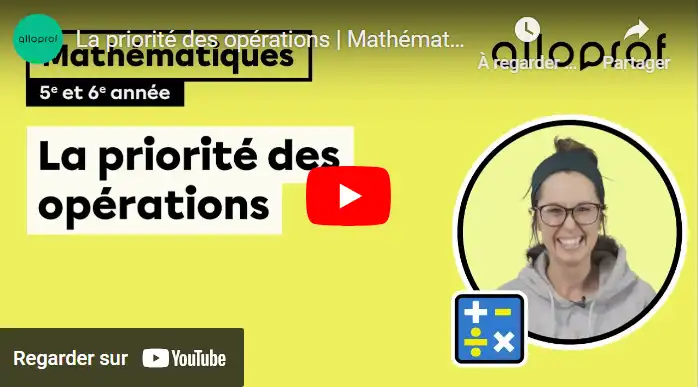 alloprof
La priorité des opérations | Mathémat...
alloprof
Mathématiques
À regarder ...
Partager
5e et 6e année
La priorité des
opérations
Regarder sur YouTube